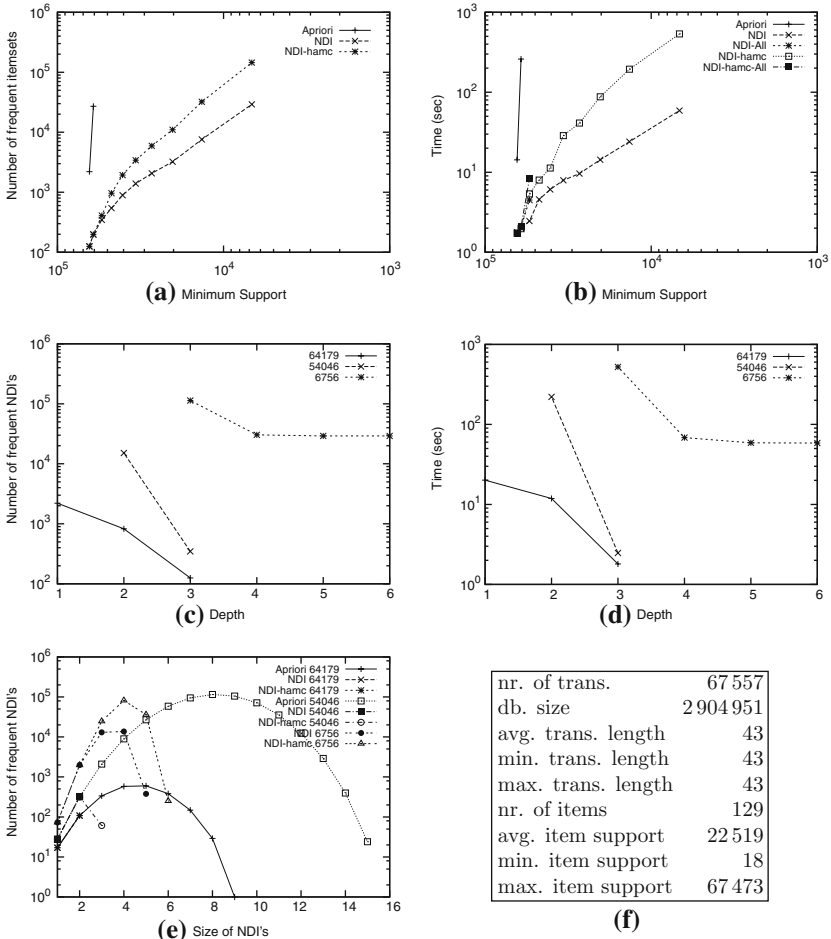 Number of frequent itemsets
10^6
10^5
10^4
10^3
10^2
10^5
10^4
10^3
Apriori
NDI
NDI-hamc
(a) Minimum Support
Time (sec)
10^3
10^2
10^1
10^0
10^5
10^4
10^3
Apriori
NDI
NDI-All
NDI-hamc
NDI-hamc-All
(b) Minimum Support
Number of frequent NDI's
10^6
10^5
10^4
10^3
10^2
1 2 3 4 5 6
64179
54046
6756
(c) Depth
Time (sec)
10^3
10^2
10^1
10^0
1 2 3 4 5 6
64179
54046
6756
(d) Depth
Number of frequent NDI's
10^6
10^5
10^4
10^3
10^2
10^1
10^0
2 4 6 8 10 12 14 16
Apriori 64179
NDI 64179
NDI-hamc 64179
Apriori 54046
NDI 54046
NDI-hamc 54046
NDI 6756
NDI-hamc 6756
(e) Size of NDI's
nr. of trans. 67 557
db. size 2 904 951
avg. trans. length 43
min. trans. length 43
max. trans. length 43
nr. of items 129
avg. item support 22 519
min. item support 18
max. item support 67 473
(f)